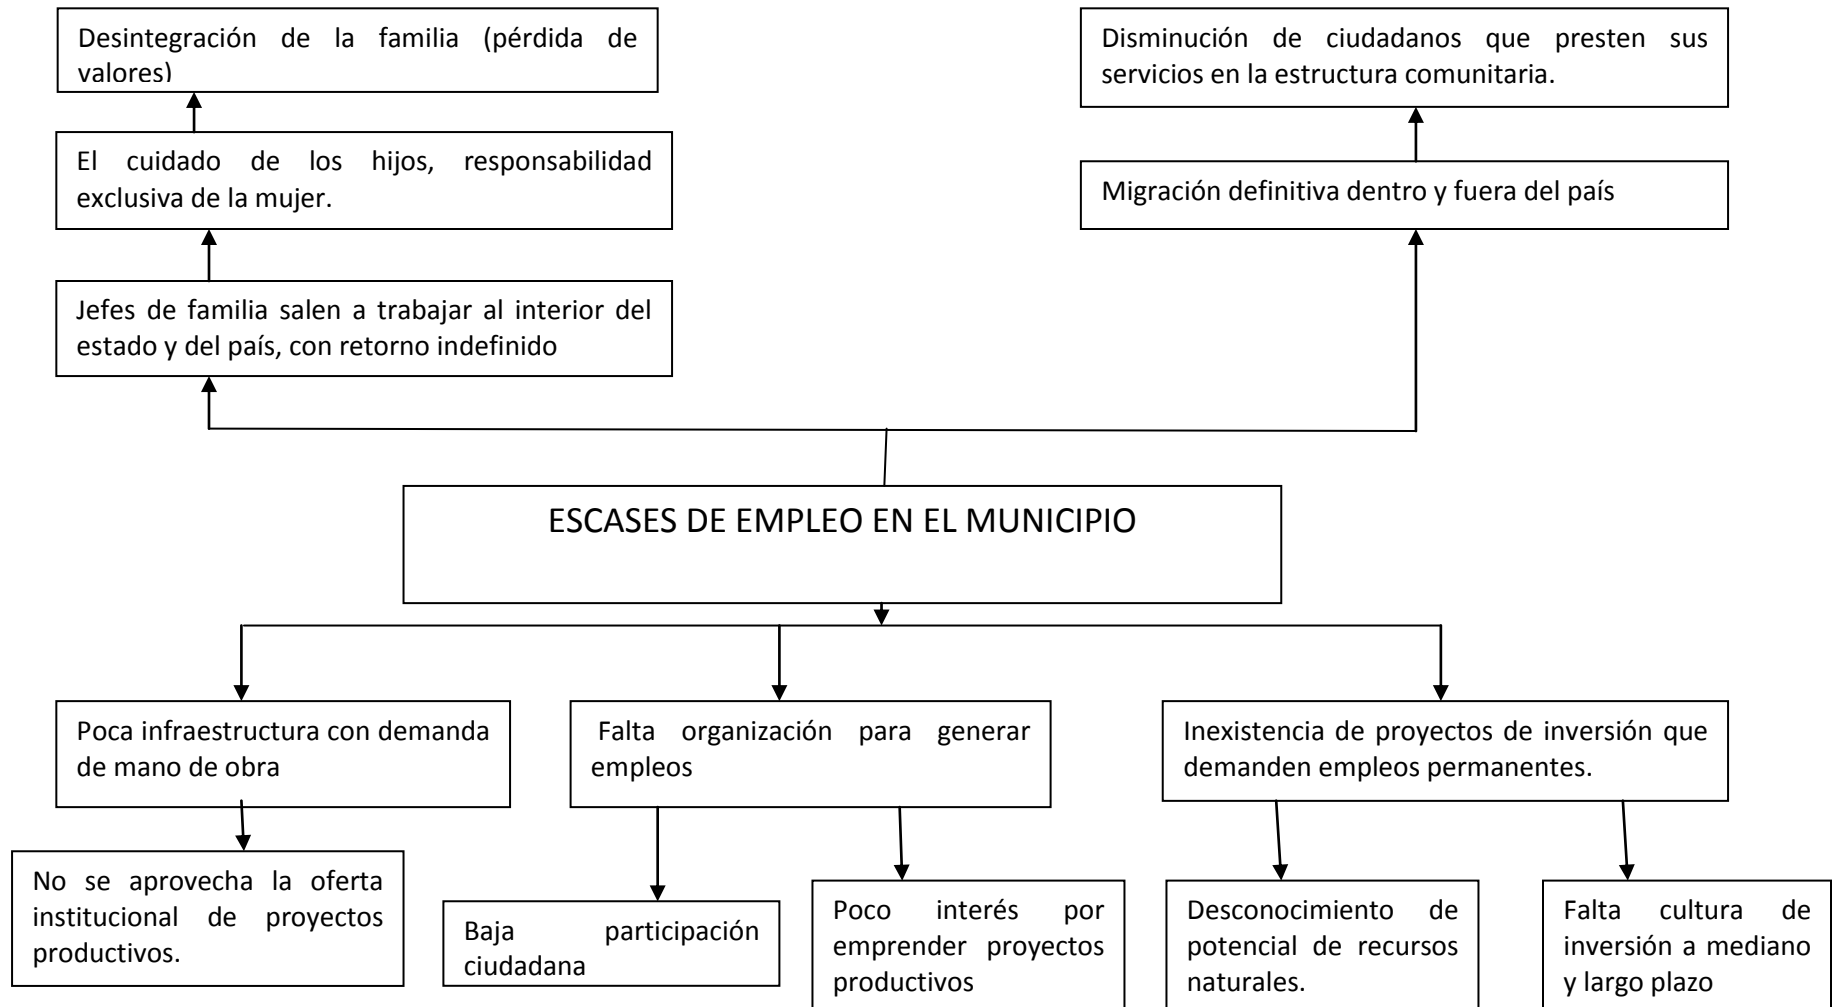 Desintegración de la familia (pérdida de
valores)
Disminución de ciudadanos que presten sus
servicios en la estructura comunitaria.
El cuidado de los hijos, responsabilidad
exclusiva de la mujer.
Migración definitiva dentro y fuera del país
Jefes de familia salen a trabajar al interior del
estado y del país, con retorno indefinido
ESCASES DE EMPLEO EN EL MUNICIPIO
Poca infraestructura con demanda
de mano de obra
Falta organización para generar
empleos
Inexistencia de proyectos de inversión que
demanden empleos permanentes.
No se aprovecha la oferta
institucional de proyectos
productivos.
Baja participación
ciudadana
Poco interés por
emprender proyectos
productivos
Desconocimiento de
potencial de recursos
naturales.
Falta cultura de
inversión a mediano
y largo plazo